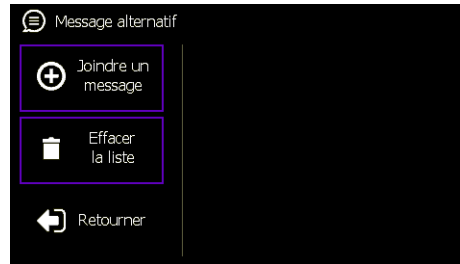 Message alternatif
Joindre un
message
Effacer
la liste
Retourner